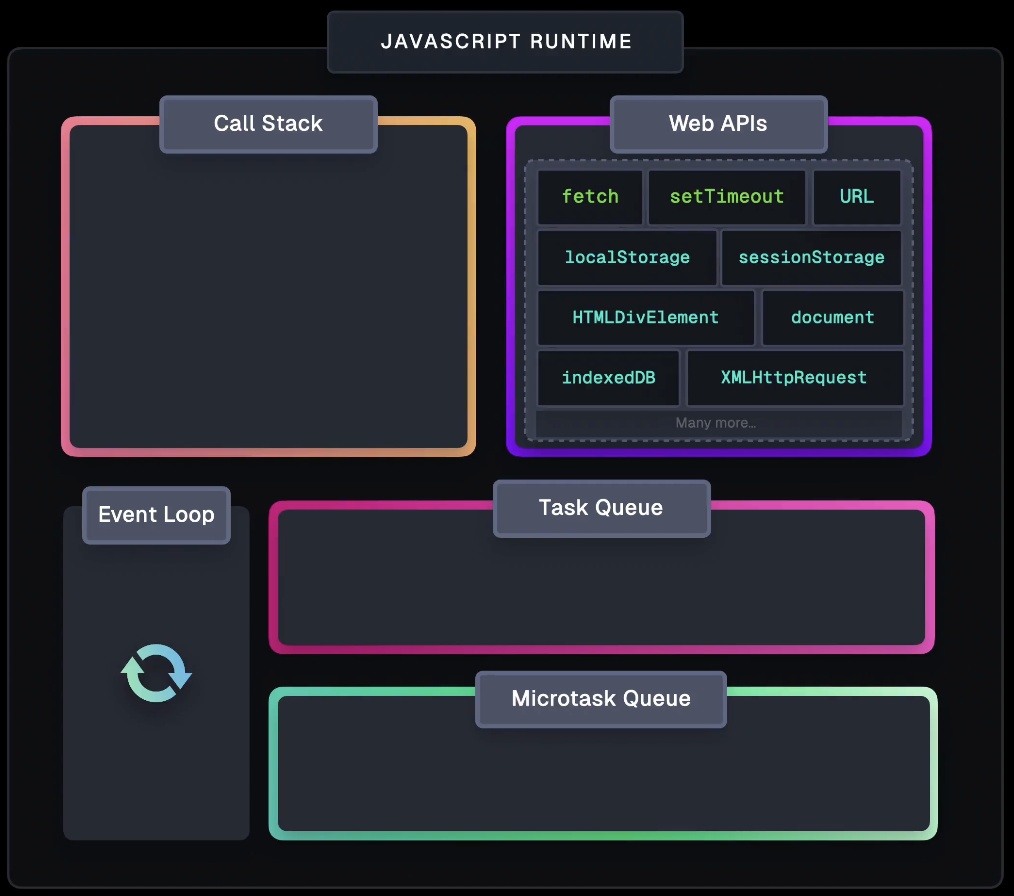 JAVASCRIPT RUNTIME
Call Stack
Web APIs
fetch setTimeout URL
localStorage sessionStorage
HTMLDivElement document
indexedDB XMLHttpRequest
Many more...
Event Loop
Task Queue
Microtask Queue